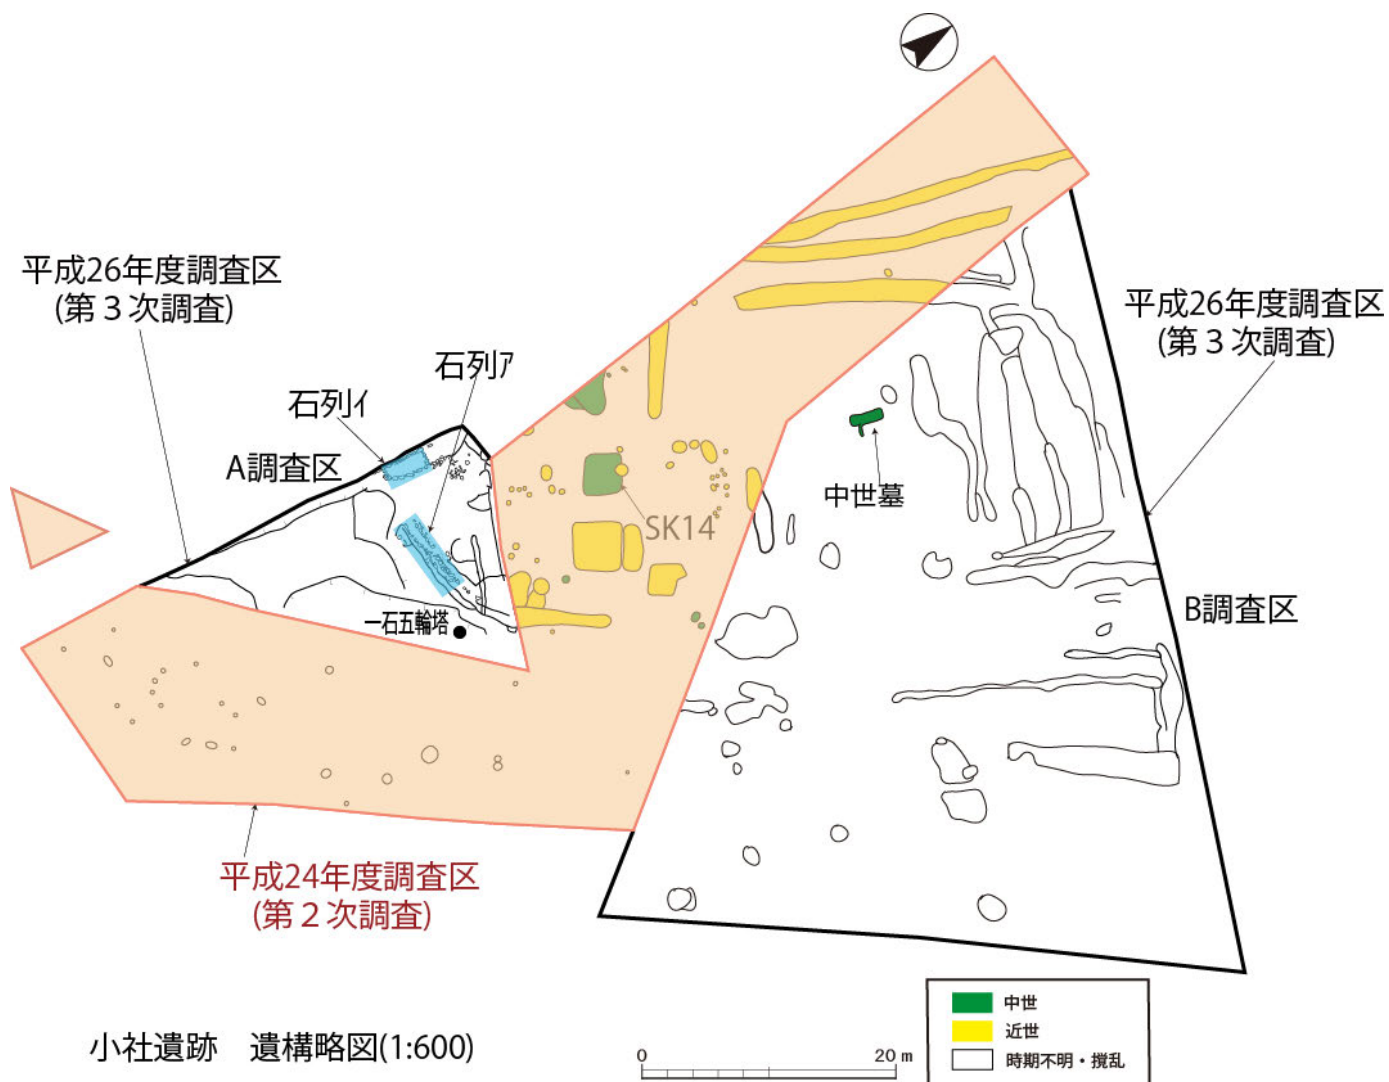 平成26年度調査区
(第3次調査)
石列ｱ
石列ｲ
A調査区
平成26年度調査区
(第3次調査)
中世墓
SK14
一石五輪塔
B調査区
平成24年度調査区
(第2次調査)
小社遺跡　遺構略図(1:600)
0 20 m
中世
近世
時期不明・撹乱